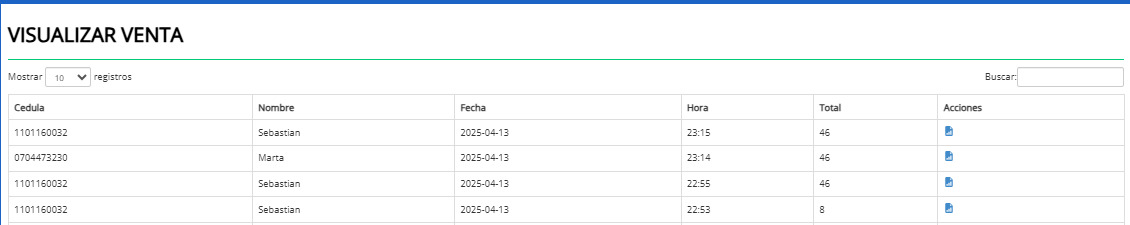 VISUALIZAR VENTA
Mostrar 10 registros Buscar:
Cedula Nombre Fecha Hora Total Acciones
1101160032 Sebastian 2025-04-13 23:15 46
0704473230 Marta 2025-04-13 23:14 46
1101160032 Sebastian 2025-04-13 22:55 46
1101160032 Sebastian 2025-04-13 22:53 8